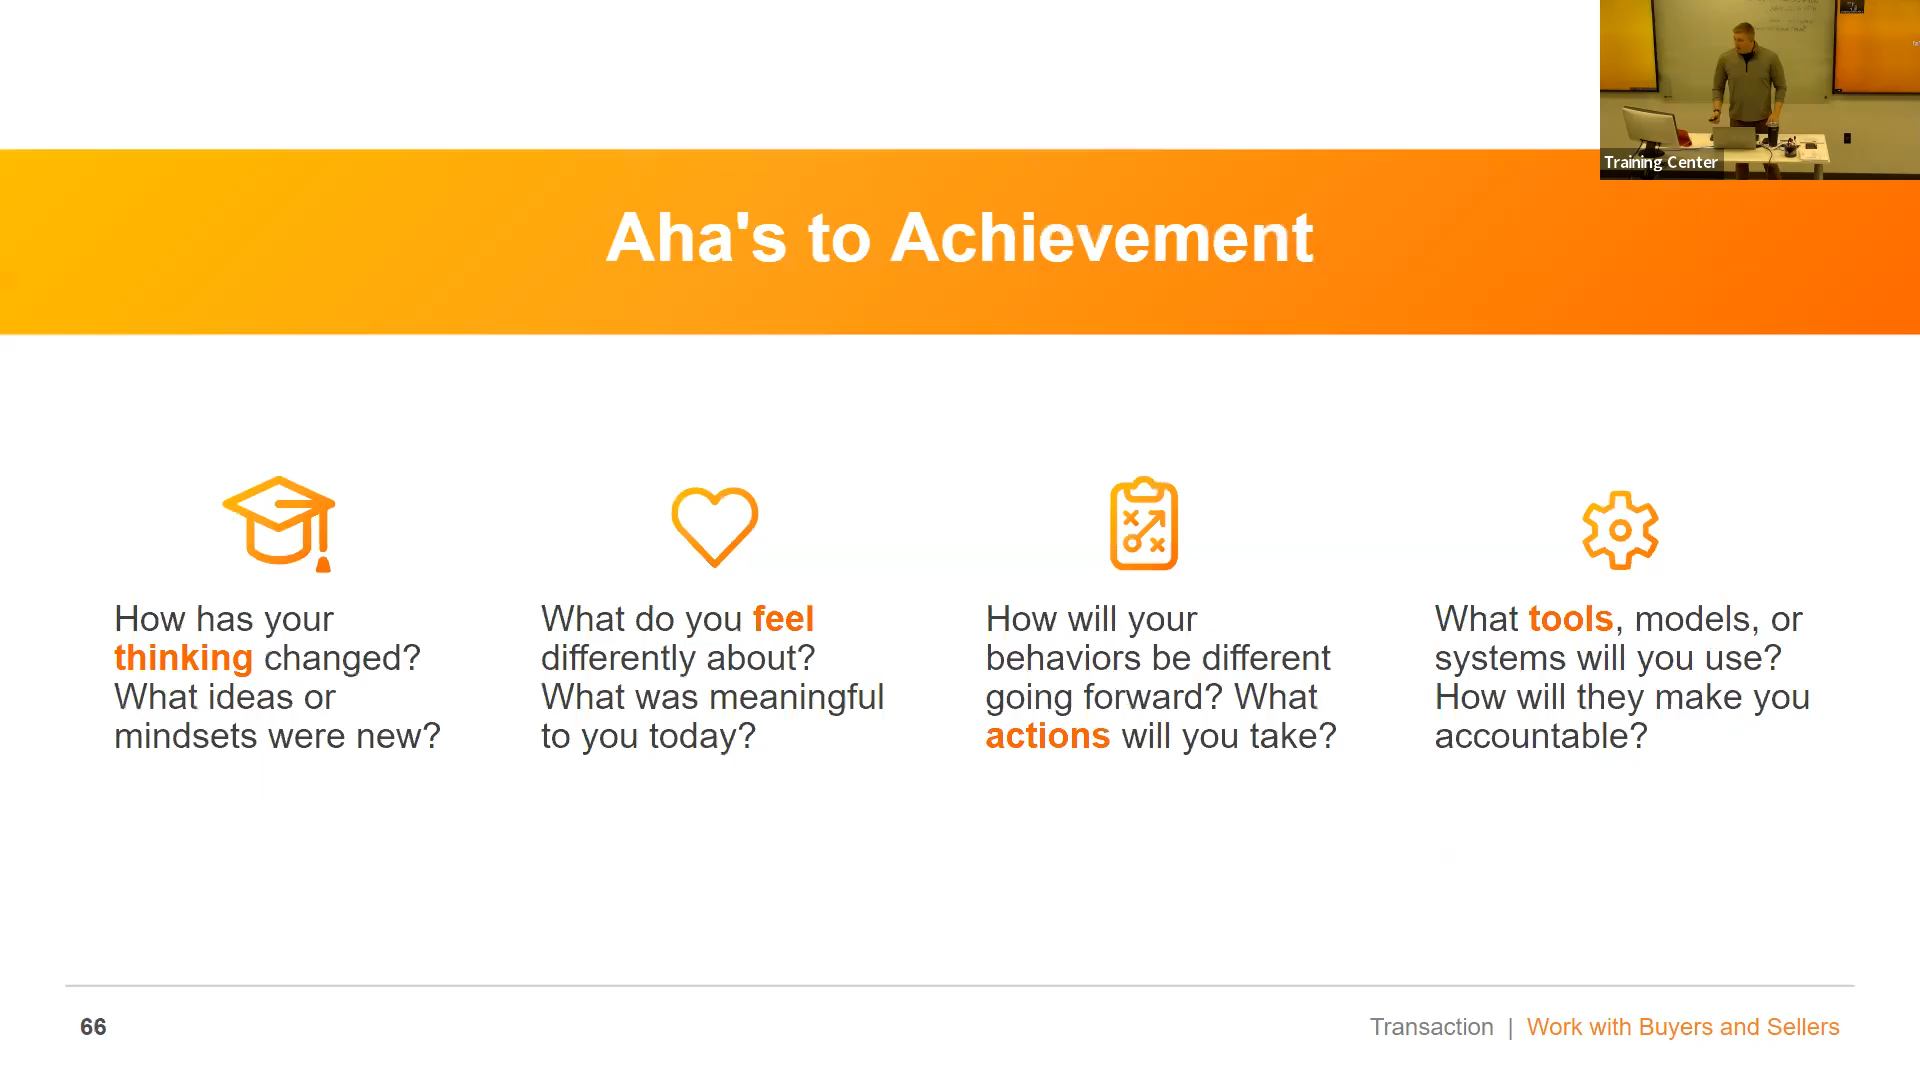 Training Center
Aha's to Achievement
How has your
thinking changed?
What ideas or
mindsets were new?
What do you feel
differently about?
What was meaningful
to you today?
How will your
behaviors be different
going forward? What
actions will you take?
What tools, models, or
systems will you use?
How will they make you
accountable?
66
Transaction | Work with Buyers and Sellers